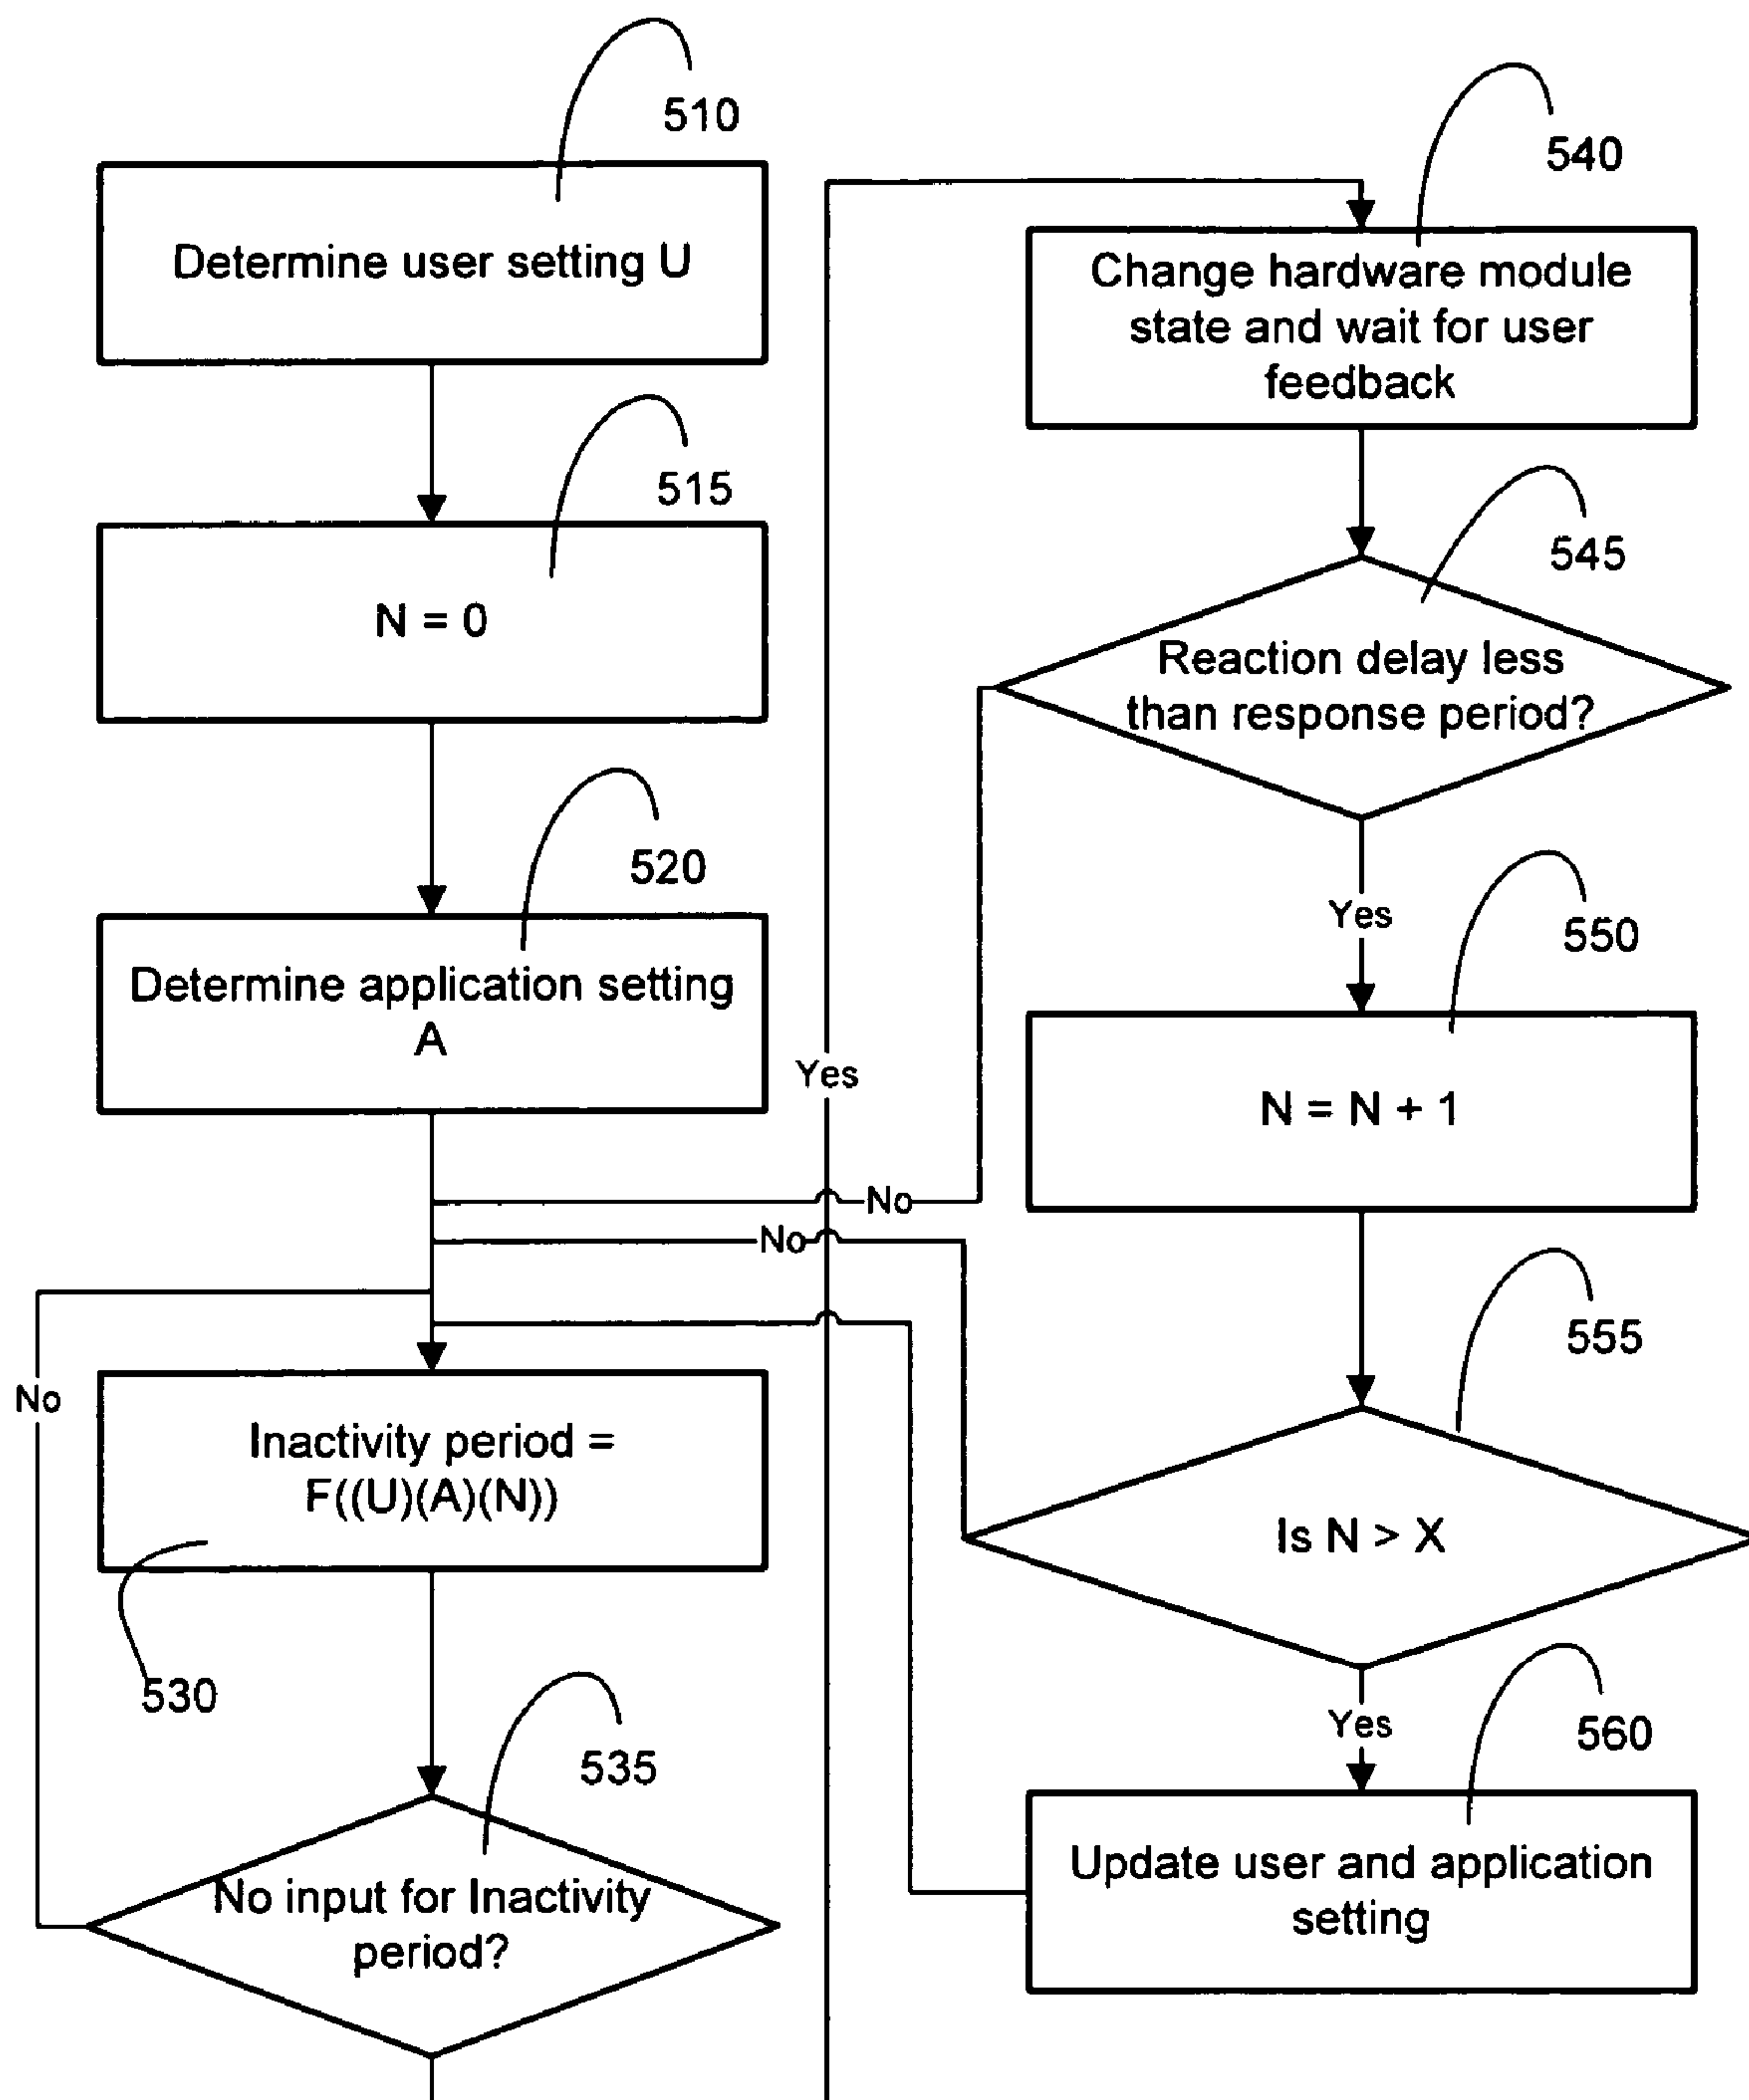 510
Determine user setting U
515
N = 0
520
Determine application setting
A
No
No
No
Inactivity period =
F((U)(A)(N))
530
535
No input for Inactivity
period?
Yes
540
Change hardware module
state and wait for user
feedback
545
Reaction delay less
than response period?
Yes
550
N = N + 1
555
Is N > X
Yes
560
Update user and application
setting